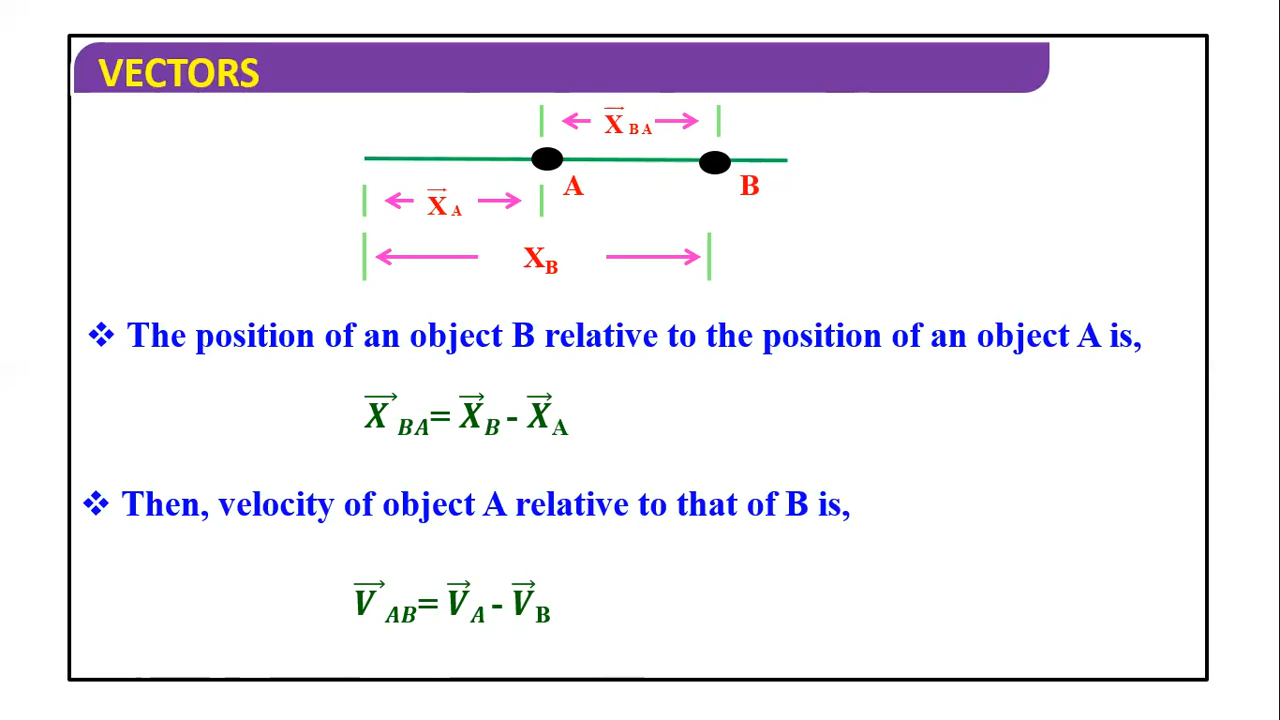 VECTORS
X⃗ BA
A B
X⃗ A
XB
❖ The position of an object B relative to the position of an object A is,
X⃗ BA= X⃗B - X⃗A
❖ Then, velocity of object A relative to that of B is,
V⃗ AB= V⃗A - V⃗B